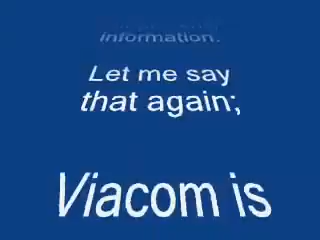 information.
Let me say
that again;
Viacom is